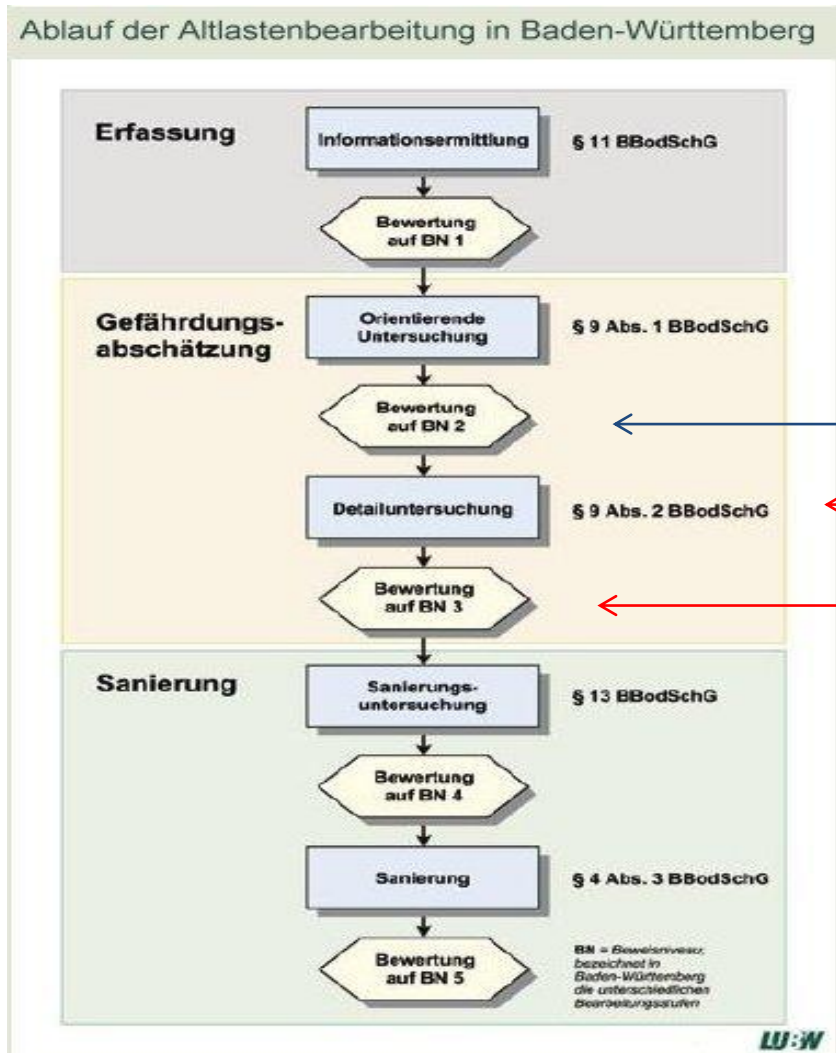 Ablauf der Altlastenbearbeitung in Baden-Württemberg
Erfassung
Informationsermittlung
§ 11 BBodSchG
Bewertung
auf BN 1
Gefährdungs-
abschätzung
Orientierende
Untersuchung
§ 9 Abs. 1 BBodSchG
Bewertung
auf BN 2
Detailuntersuchung
§ 9 Abs. 2 BBodSchG
Bewertung
auf BN 3
Sanierung
Sanierungs-
untersuchung
§ 13 BBodSchG
Bewertung
auf BN 4
Sanierung
§ 4 Abs. 3 BBodSchG
Bewertung
auf BN 5
BN = Beweisniveau;
bezeichnet in
Baden-Württemberg
die unterschiedlichen
Bearbeitungsstufen
LUBW